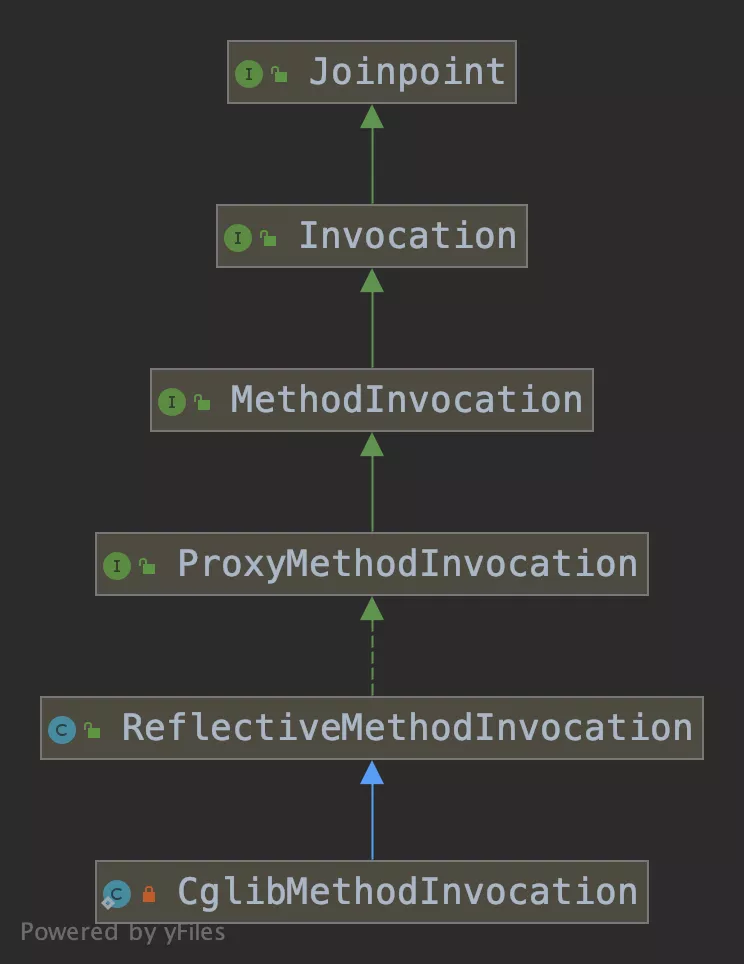 I Joinpoint
I Invocation
I MethodInvocation
I ProxyMethodInvocation
C ReflectiveMethodInvocation
C CglibMethodInvocation
Powered by yFiles